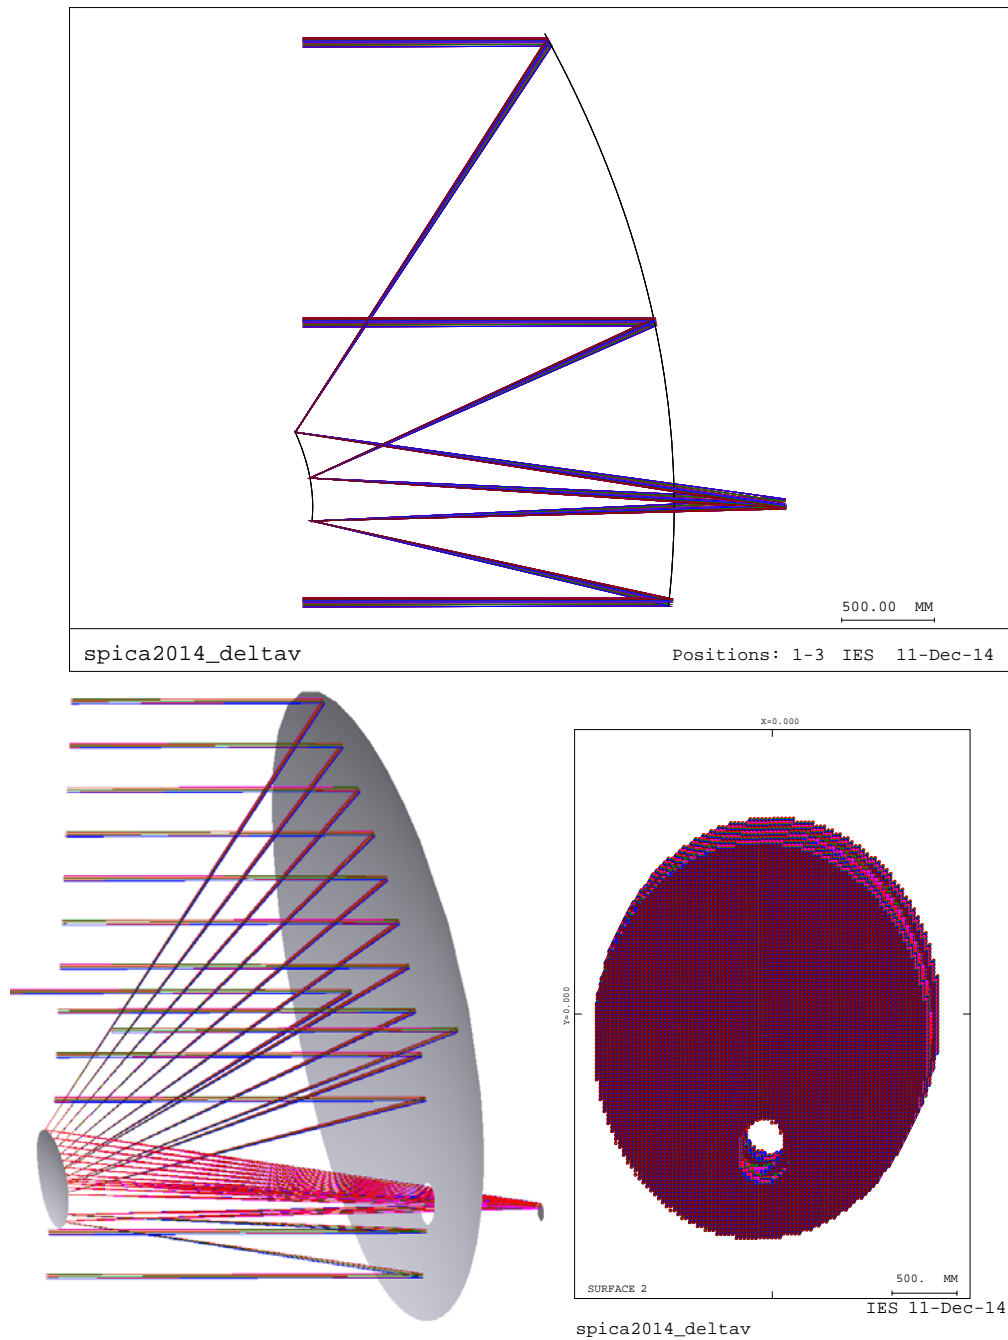 500.00 MM
spica2014_deltav
Positions: 1-3 IES 11-Dec-14
X=0.000
Y=0.000
SURFACE 2
500. MM
IES 11-Dec-14
spica2014_deltav